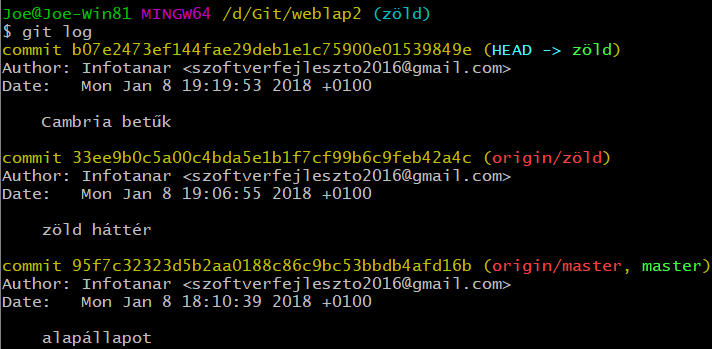 Joe@Joe-Win81 MINGW64 /d/Git/weblap2 (zöld)
$ git log
commit b07e2473ef144fae29deb1e1c75900e01539849e (HEAD -> zöld)
Author: Infotanar <szoftverfejleszto2016@gmail.com>
Date:   Mon Jan 8 19:19:53 2018 +0100
    Cambria betűk
commit 33ee9b0c5a00c4bda5e1b1f7cf99b6c9feb42a4c (origin/zöld)
Author: Infotanar <szoftverfejleszto2016@gmail.com>
Date:   Mon Jan 8 19:06:55 2018 +0100
    zöld háttér
commit 95f7c32323d5b2aa0188c86c9bc53bbdb4afd16b (origin/master, master)
Author: Infotanar <szoftverfejleszto2016@gmail.com>
Date:   Mon Jan 8 18:10:39 2018 +0100
    alapállapot